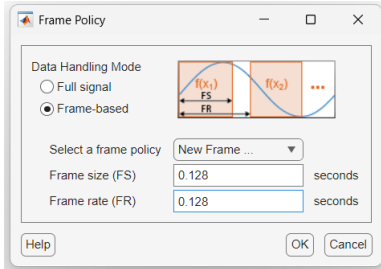 Frame Policy
Data Handling Mode
Full signal
Frame-based
f(x₁)
f(x₂)
...
FS
FR
Select a frame policy New Frame ...
Frame size (FS) 0.128 seconds
Frame rate (FR) 0.128 seconds
Help OK Cancel